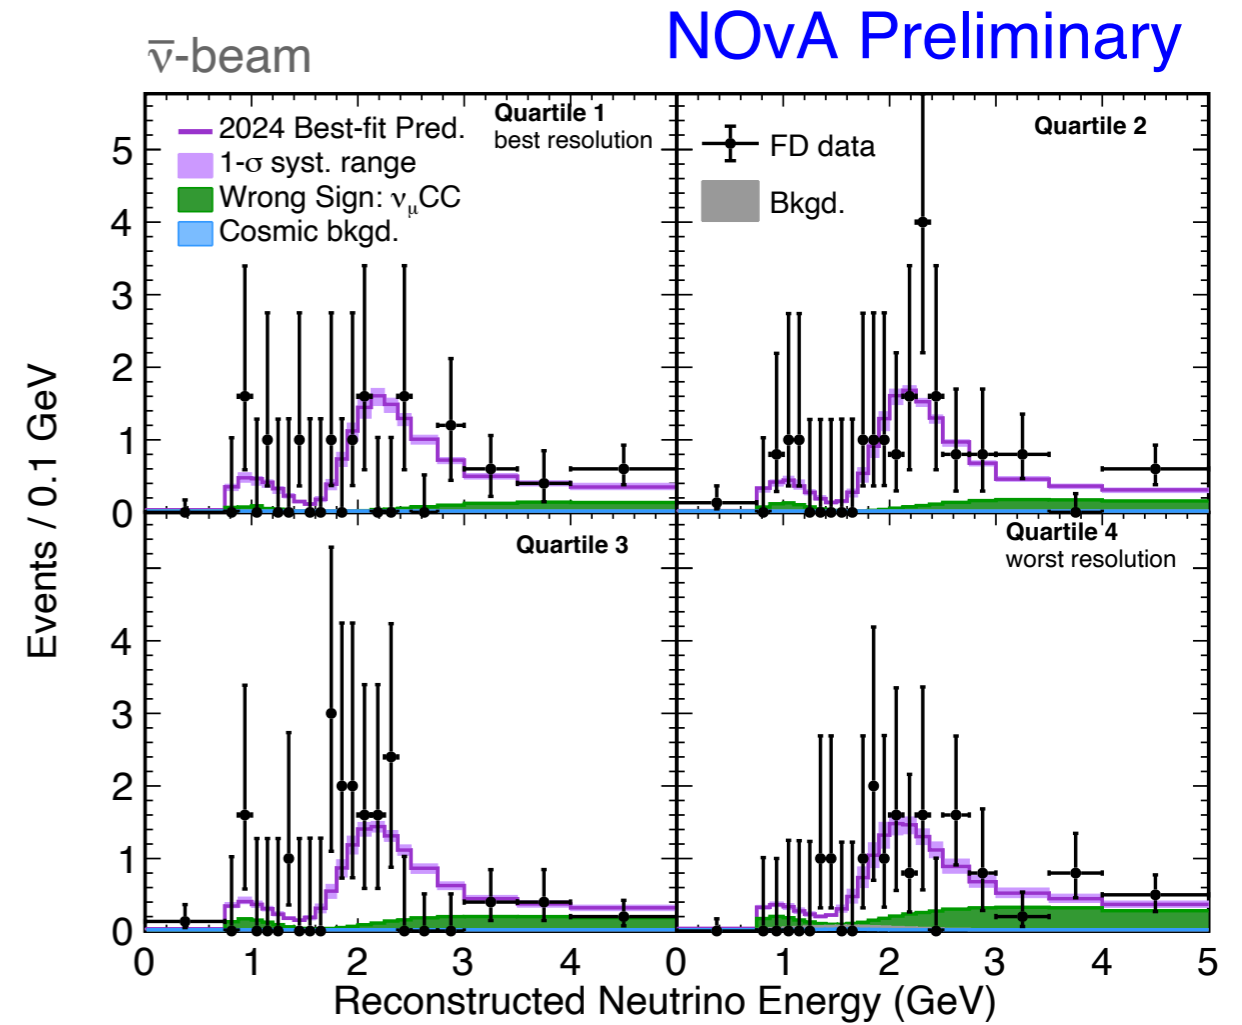 ν̅-beam
NOvA Preliminary
Quartile 1
best resolution
2024 Best-fit Pred.
1-σ syst. range
Wrong Sign: νμCC
Cosmic bkgd.
Quartile 2
FD data
Bkgd.
5
4
3
2
1
0
Quartile 3
Quartile 4
worst resolution
4
3
2
1
0
0 1 2 3 4 0 1 2 3 4 5
Events / 0.1 GeV
Reconstructed Neutrino Energy (GeV)